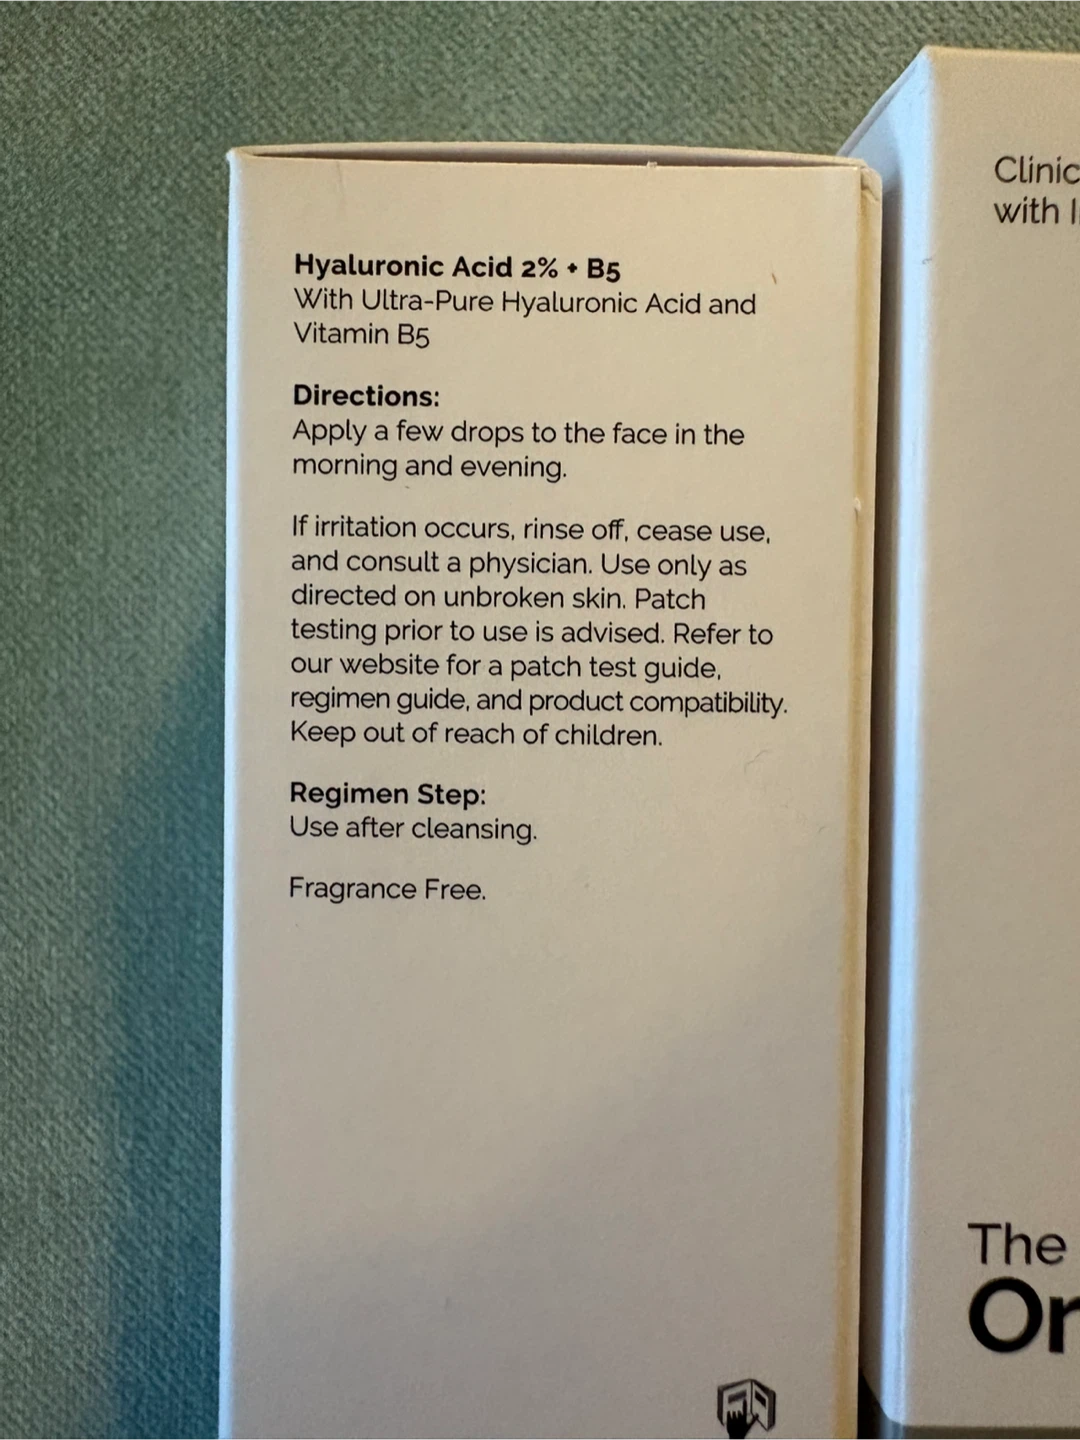 Hyaluronic Acid 2% + B5
With Ultra-Pure Hyaluronic Acid and
Vitamin B5
Directions:
Apply a few drops to the face in the
morning and evening.
If irritation occurs, rinse off, cease use,
and consult a physician. Use only as
directed on unbroken skin. Patch
testing prior to use is advised. Refer to
our website for a patch test guide,
regimen guide, and product compatibility.
Keep out of reach of children.
Regimen Step:
Use after cleansing.
Fragrance Free.
Clinic
with
The
Or